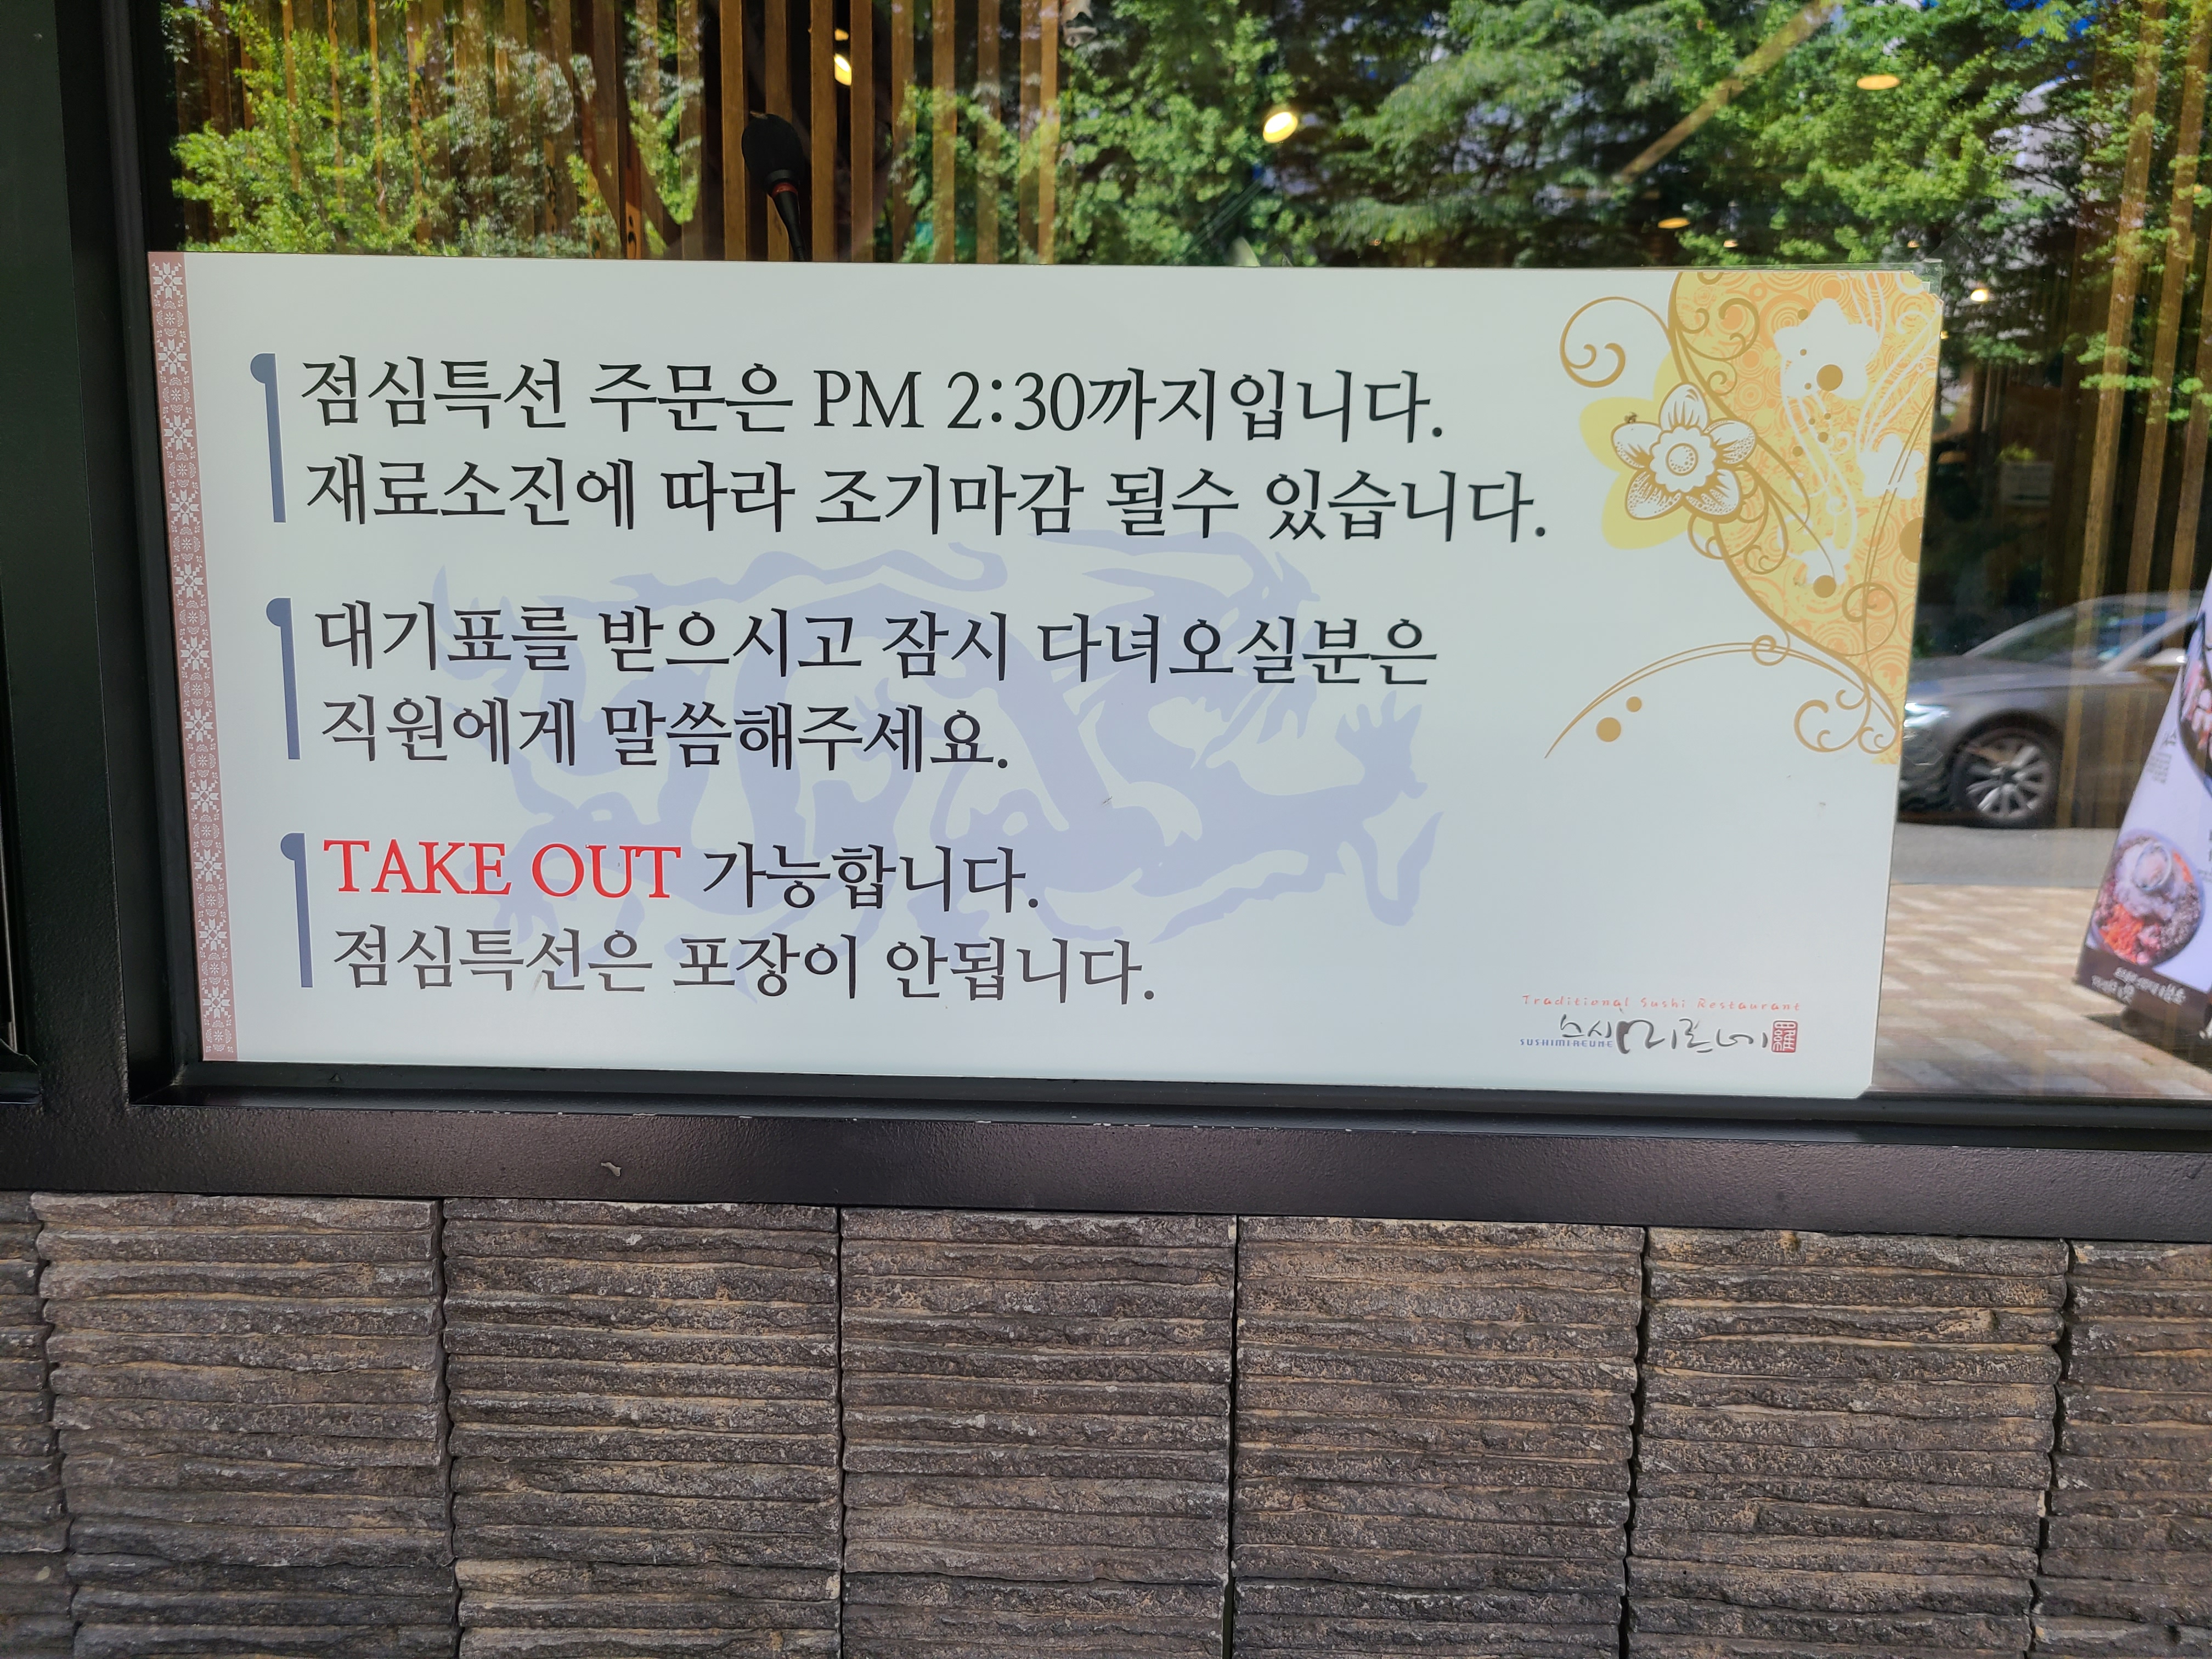 점심특선 주문은 PM 2:30까지입니다.
재료소진에 따라 조기마감 될수 있습니다.
대기표를 받으시고 잠시 다녀오실분은
직원에게 말씀해주세요.
TAKE OUT 가능합니다.
점심특선은 포장이 안됩니다.
Traditional Sushi Restaurant
스시미르네
SUSHIMIREUNE